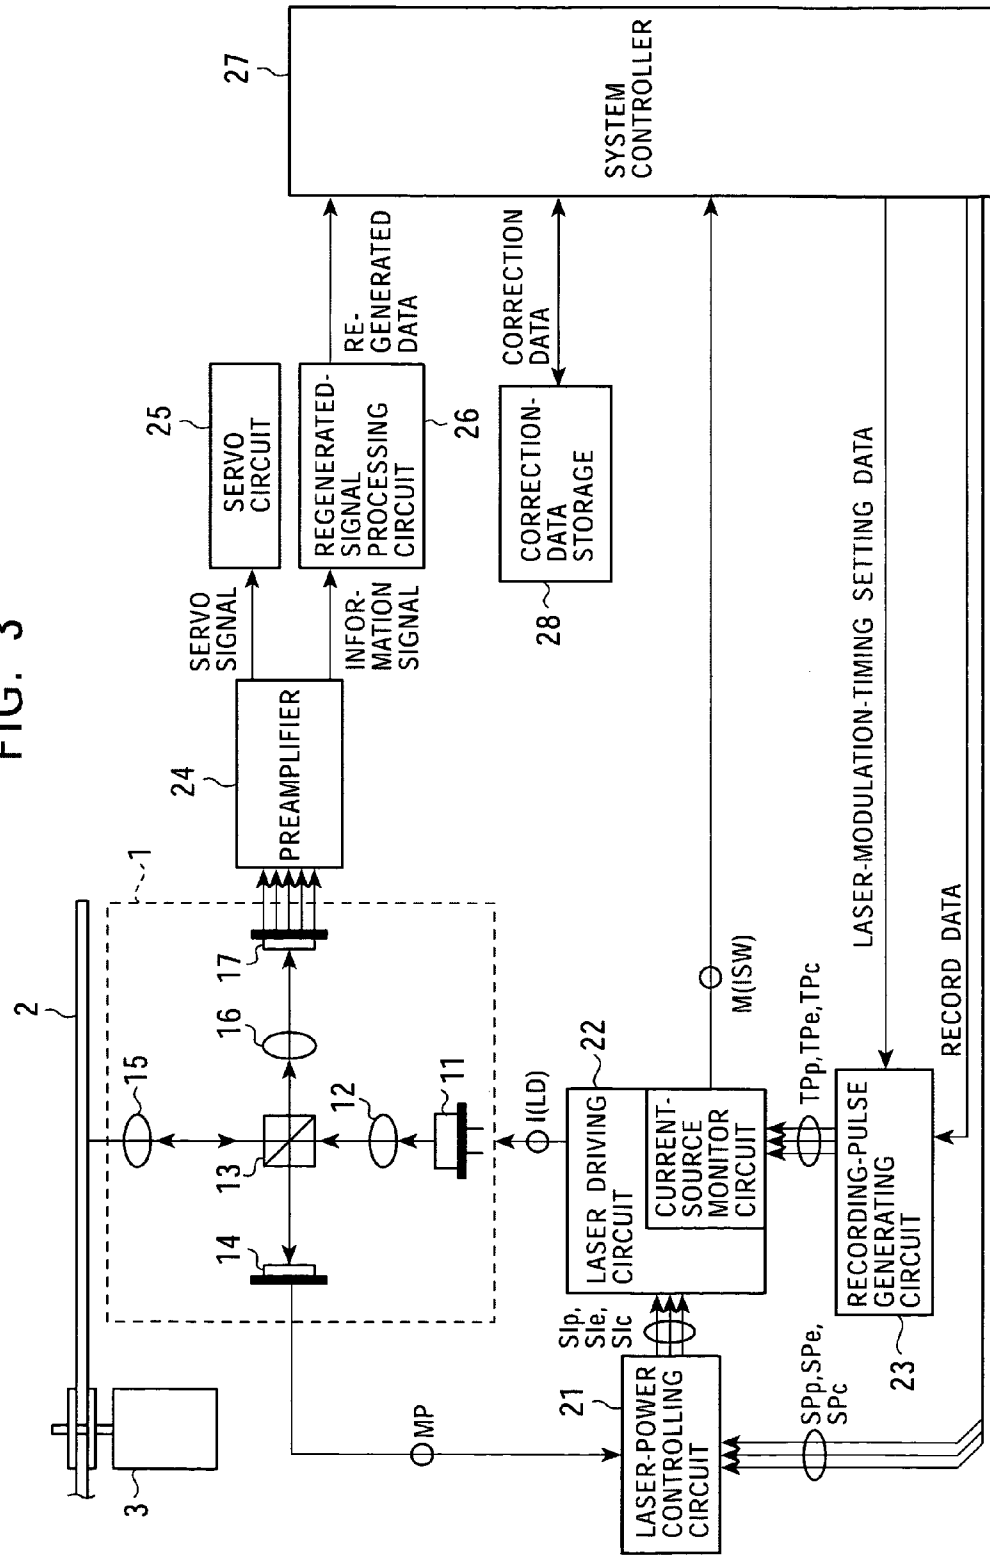 FIG. 3
2
3
1
15
16
17
13
12
14
11
24
PREAMPLIFIER
SERVO
SIGNAL
INFOR-
MATION
SIGNAL
25
SERVO
CIRCUIT
REGENERATED-
SIGNAL
PROCESSING
CIRCUIT
26
RE-
GENERATED
DATA
27
SYSTEM
CONTROLLER
CORRECTION
DATA
CORRECTION-
DATA
STORAGE
28
MP
I(LD)
22
LASER DRIVING
CIRCUIT
CURRENT-
SOURCE
MONITOR
CIRCUIT
M(ISW)
SIp,
SIe,
SIc
21
LASER-POWER
CONTROLLING
CIRCUIT
TPp,TPe,TPc
RECORDING-PULSE
GENERATING
CIRCUIT
23
SPp,SPe,
SPc
LASER-MODULATION-TIMING SETTING DATA
RECORD DATA